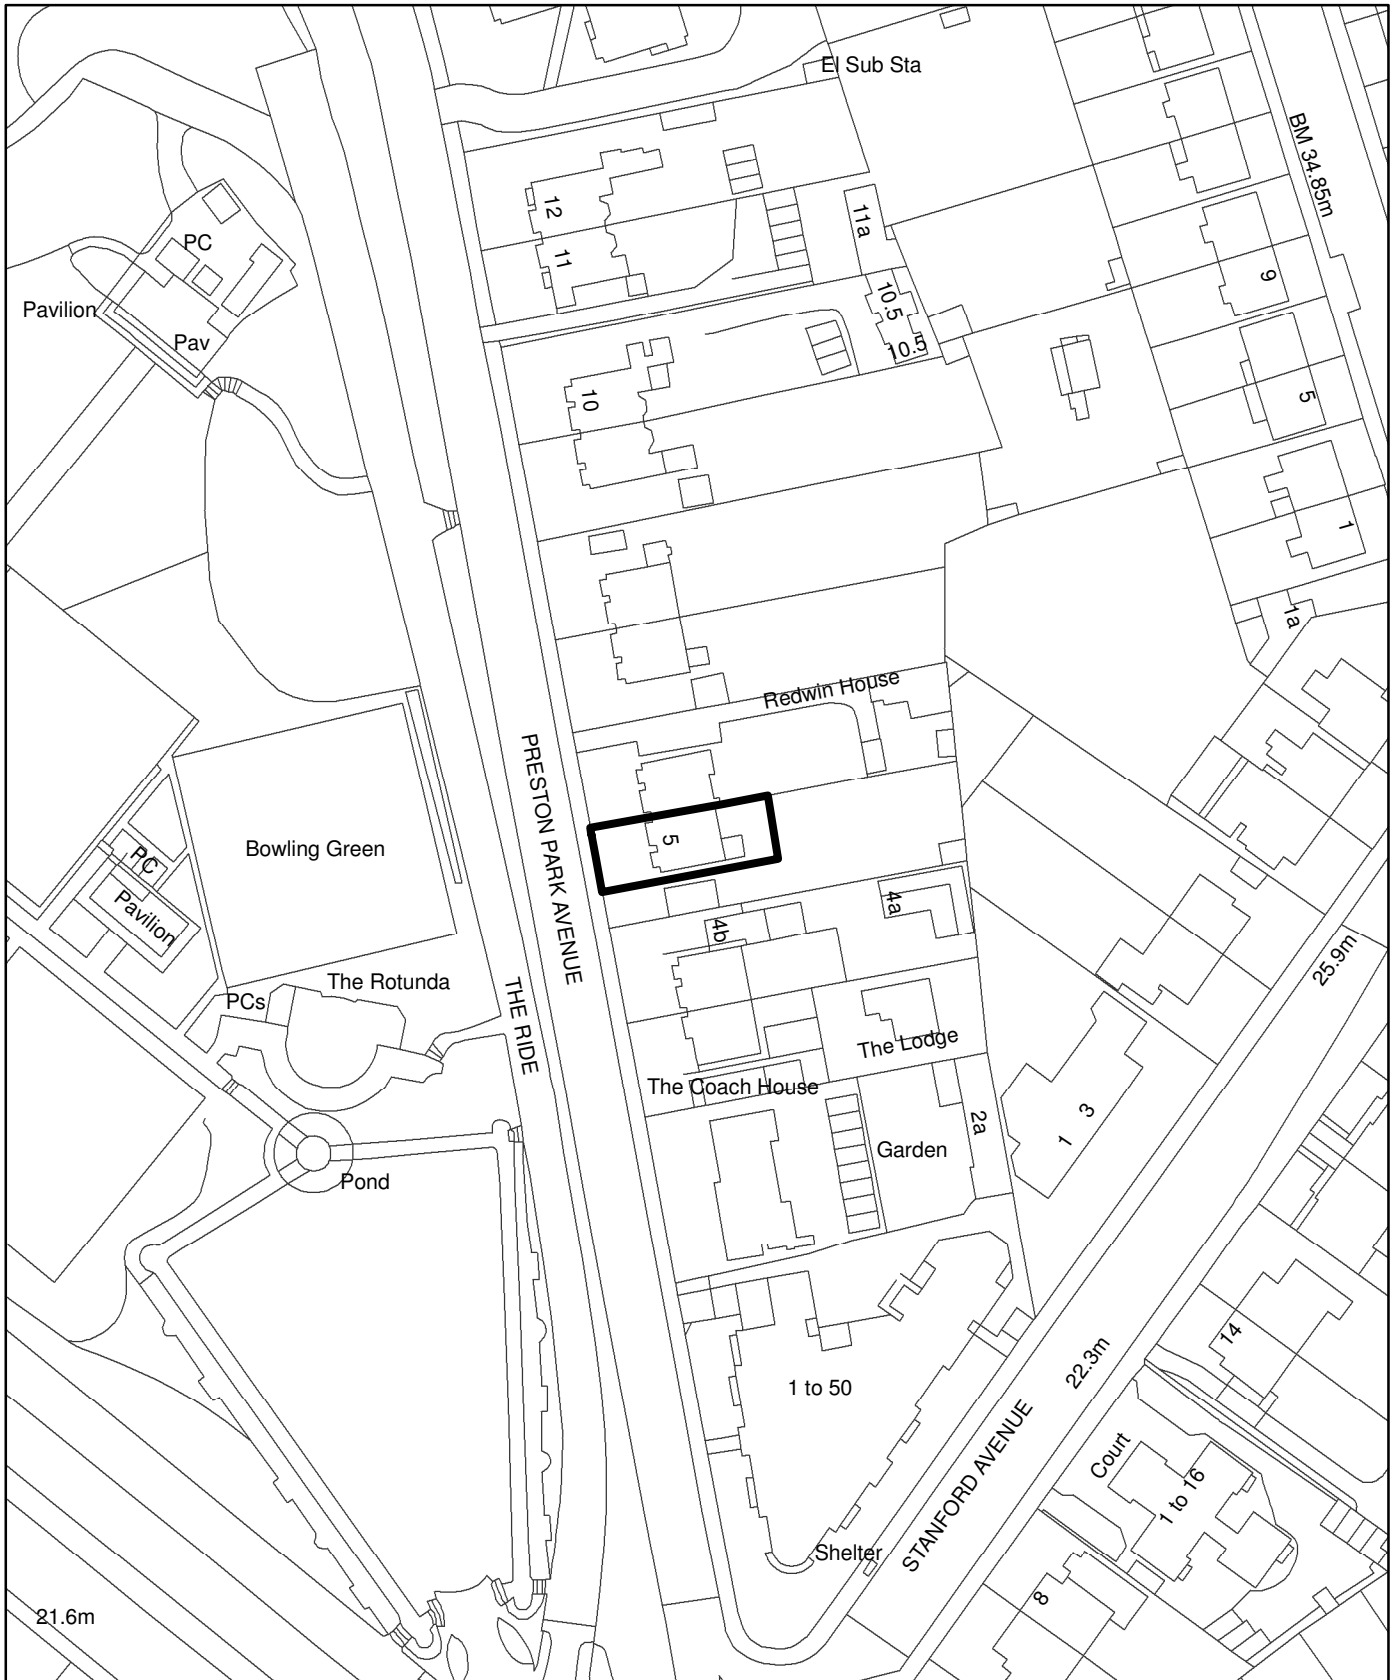 El Sub Sta
BM 34.85m
12
11
11a
PC
9
Pavilion
Pav
10.5
10.5
10
5
1
1a
Redwin House
PRESTON PARK AVENUE
5
Bowling Green
PC
Pavilion
4a
4b
25.9m
The Rotunda
PCs
THE RIDE
The Lodge
The Coach House
1 3
2a
Garden
Pond
14
22.3m
1 to 50
STANFORD AVENUE
Court
1 to 16
Shelter
8
21.6m